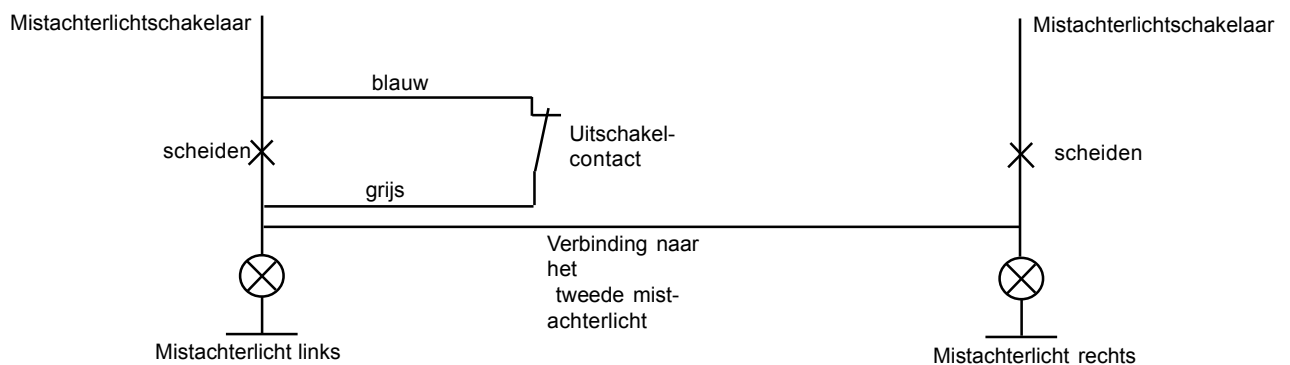 Mistachterlichtschakelaar
Mistachterlichtschakelaar
blauw
Uitschakel-
contact
scheiden
scheiden
grijs
Verbinding naar
het
tweede mist-
achterlicht
Mistachterlicht links
Mistachterlicht rechts